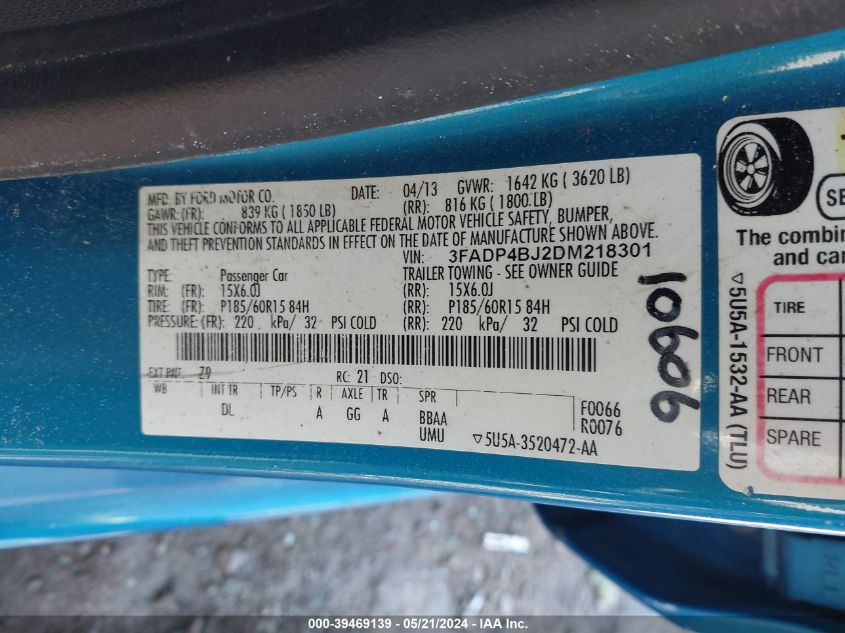 MFD. BY FORD MOTOR CO. DATE: 04/13 GVWR: 1642 KG ( 3620 LB)
GAWR: (FR): 839 KG ( 1850 LB) (RR): 816 KG ( 1800 LB)
THIS VEHICLE CONFORMS TO ALL APPLICABLE FEDERAL MOTOR VEHICLE SAFETY, BUMPER,
AND THEFT PREVENTION STANDARDS IN EFFECT ON THE DATE OF MANUFACTURE SHOWN ABOVE.
VIN: 3FADP4BJ2DM218301
TYPE: Passenger Car TRAILER TOWING - SEE OWNER GUIDE
RIM: (FR): 15X6.0J (RR): 15X6.0J
TIRE: (FR): P185/60R15 84H (RR): P185/60R15 84H
PRESSURE: (FR): 220 kPa/ 32 PSI COLD (RR): 220 kPa/ 32 PSI COLD
EXT PNT: Z9 RC: 21 DSO:
WB INT TR TP/PS R AXLE TR SPR
DL A GG A BBAA
UMU ▽5U5A-3520472-AA
F0066
R0076
10606
▽5U5A-1532-AA (TLU)
SE
The combin
and car
TIRE
FRONT
REAR
SPARE
000-39469139 - 05/21/2024 - IAA Inc.